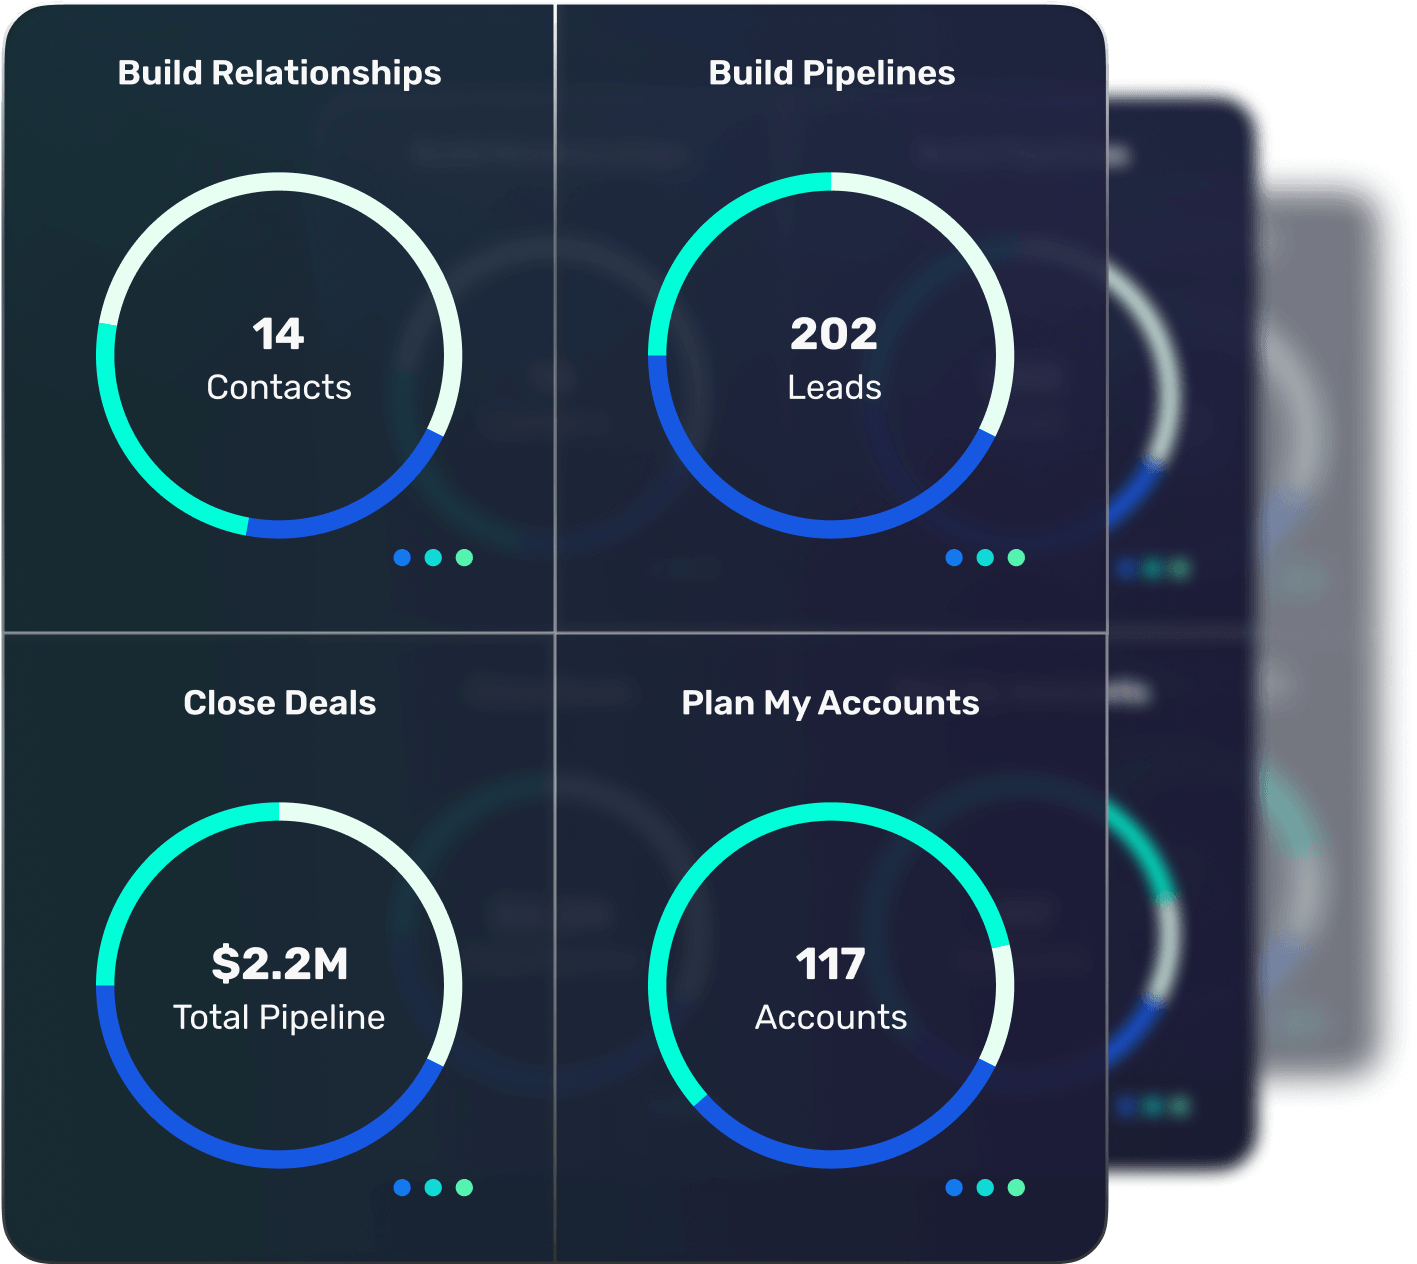 Build Relationships
14
Contacts
Build Pipelines
202
Leads
Close Deals
$2.2M
Total Pipeline
Plan My Accounts
117
Accounts